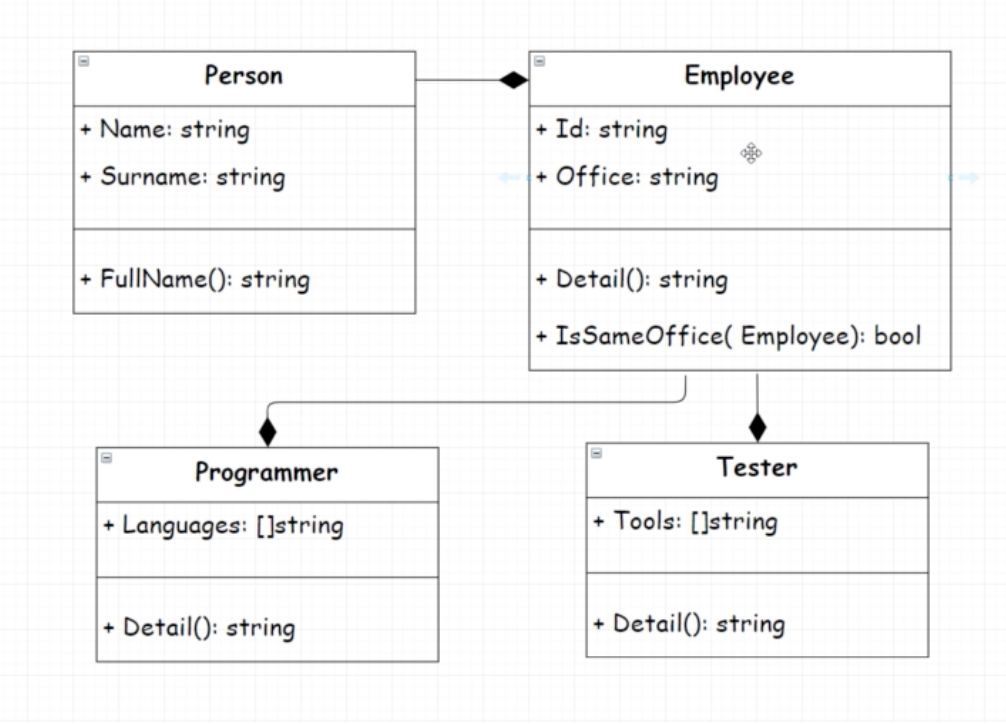 Person
+ Name: string
+ Surname: string
+ FullName(): string
Employee
+ Id: string
+ Office: string
+ Detail(): string
+ IsSameOffice( Employee): bool
Programmer
+ Languages: []string
+ Detail(): string
Tester
+ Tools: []string
+ Detail(): string